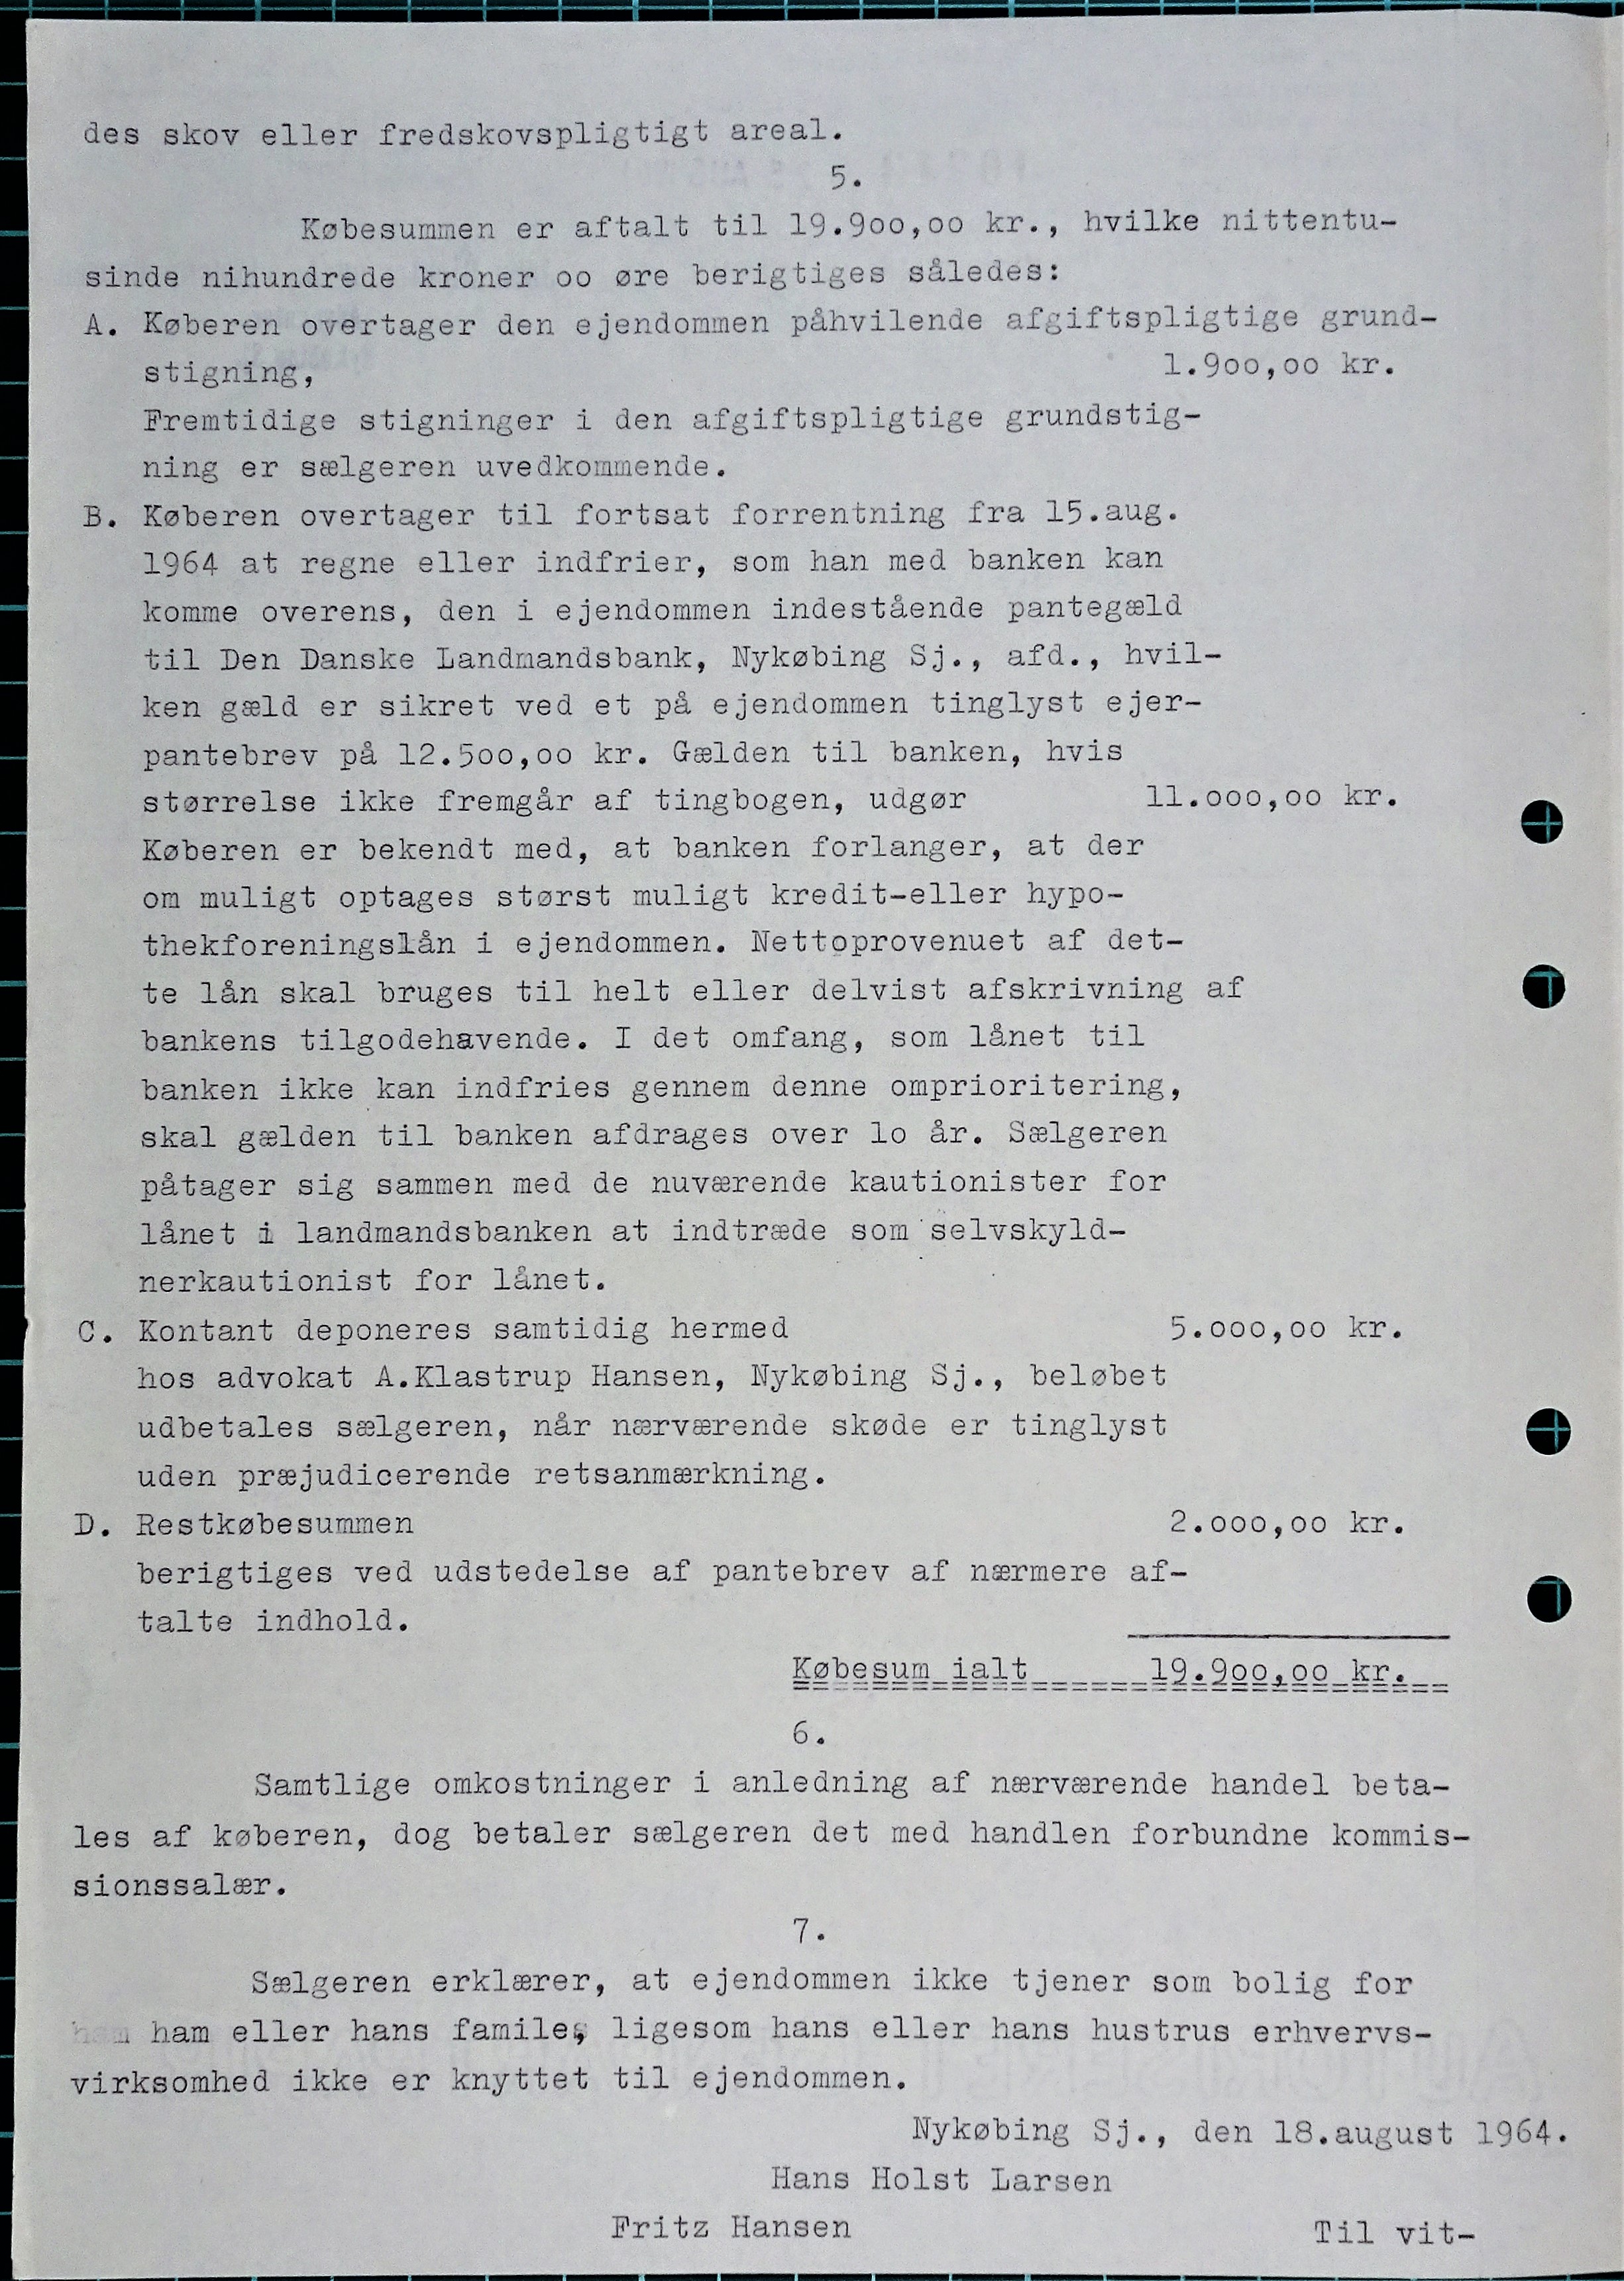 des skov eller fredskovspligtigt areal.
5.
Købesummen er aftalt til 19.9oo,oo kr., hvilke nittentu-
sinde nihundrede kroner oo øre berigtiges således:
A. Køberen overtager den ejendommen påhvilende afgiftspligtige grund-
stigning, 1.9oo,oo kr.
Fremtidige stigninger i den afgiftspligtige grundstig-
ning er sælgeren uvedkommende.
B. Køberen overtager til fortsat forrentning fra 15.aug.
1964 at regne eller indfrier, som han med banken kan
komme overens, den i ejendommen indestående pantegæld
til Den Danske Landmandsbank, Nykøbing Sj., afd., hvil-
ken gæld er sikret ved et på ejendommen tinglyst ejer-
pantebrev på 12.5oo,oo kr. Gælden til banken, hvis
størrelse ikke fremgår af tingbogen, udgør 11.ooo,oo kr.
Køberen er bekendt med, at banken forlanger, at der
om muligt optages størst muligt kredit-eller hypo-
thekforeningslån i ejendommen. Nettoprovenuet af det-
te lån skal bruges til helt eller delvist afskrivning af
bankens tilgodehavende. I det omfang, som lånet til
banken ikke kan indfries gennem denne omprioritering,
skal gælden til banken afdrages over lo år. Sælgeren
påtager sig sammen med de nuværende kautionister for
lånet i landmandsbanken at indtræde som selvskyld-
nerkautionist for lånet.
C. Kontant deponeres samtidig hermed 5.ooo,oo kr.
hos advokat A.Klastrup Hansen, Nykøbing Sj., beløbet
udbetales sælgeren, når nærværende skøde er tinglyst
uden præjudicerende retsanmærkning.
D. Restkøbesummen 2.ooo,oo kr.
berigtiges ved udstedelse af pantebrev af nærmere af-
talte indhold.
Købesum ialt 19.9oo,oo kr.
6.
Samtlige omkostninger i anledning af nærværende handel beta-
les af køberen, dog betaler sælgeren det med handlen forbundne kommis-
sionssalær.
7.
Sælgeren erklærer, at ejendommen ikke tjener som bolig for
ham eller hans famile, ligesom hans eller hans hustrus erhvervs-
virksomhed ikke er knyttet til ejendommen.
Nykøbing Sj., den 18.august 1964.
Hans Holst Larsen
Fritz Hansen Til vit-